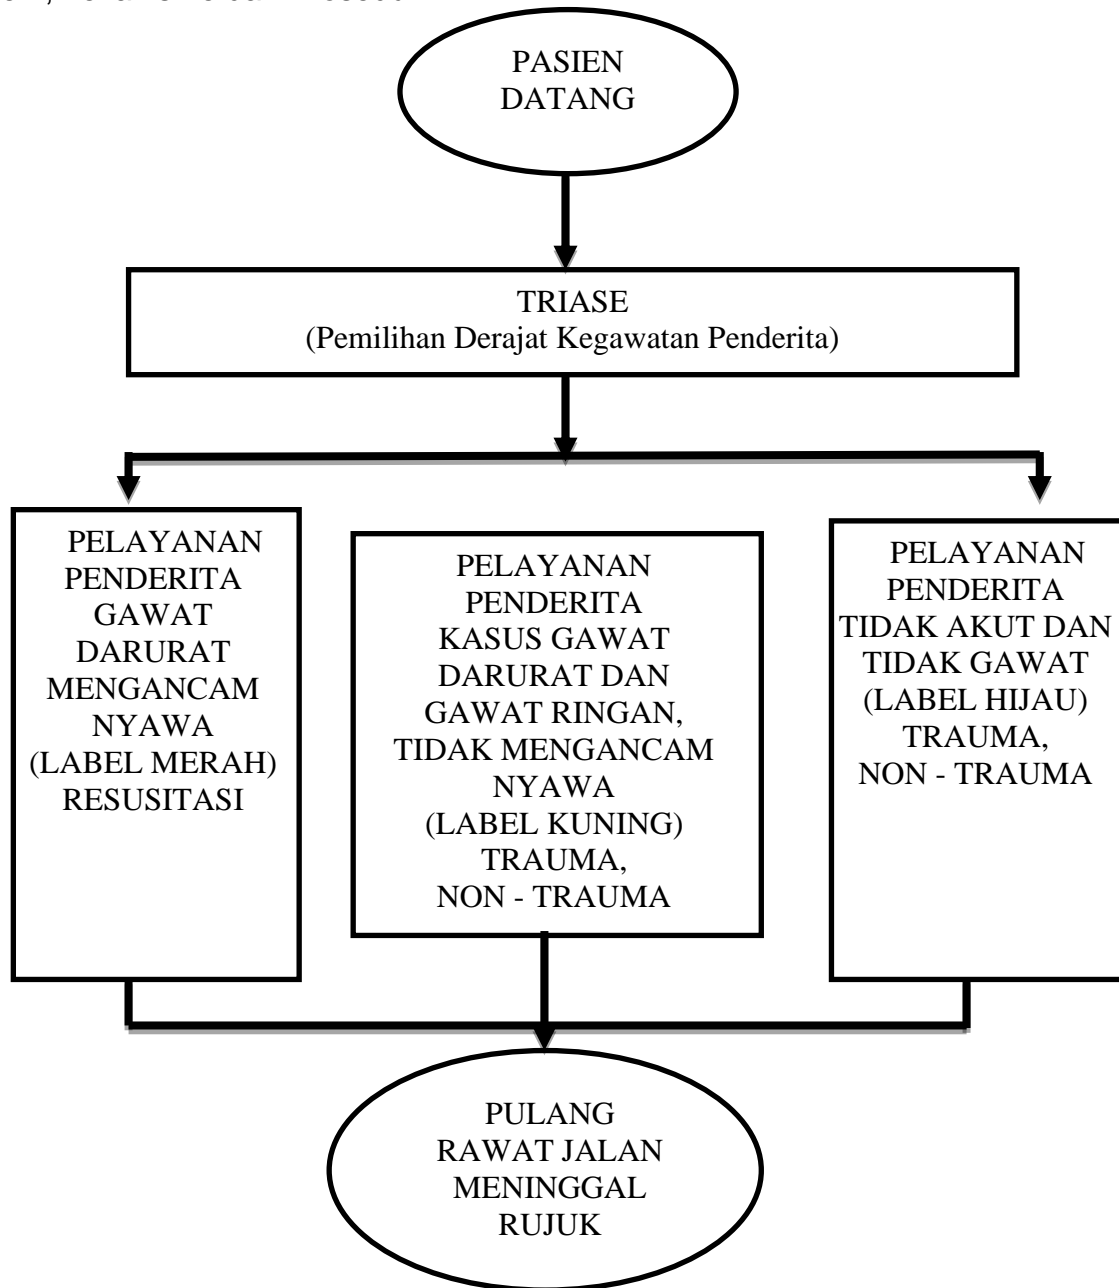 PASIEN
DATANG
TRIASE
(Pemilihan Derajat Kegawatan Penderita)
PELAYANAN
PENDERITA
GAWAT
DARURAT
MENGANCAM
NYAWA
(LABEL MERAH)
RESUSITASI
PELAYANAN
PENDERITA
KASUS GAWAT
DARURAT DAN
GAWAT RINGAN,
TIDAK MENGANCAM
NYAWA
(LABEL KUNING)
TRAUMA,
NON - TRAUMA
PELAYANAN
PENDERITA
TIDAK AKUT DAN
TIDAK GAWAT
(LABEL HIJAU)
TRAUMA,
NON - TRAUMA
PULANG
RAWAT JALAN
MENINGGAL
RUJUK